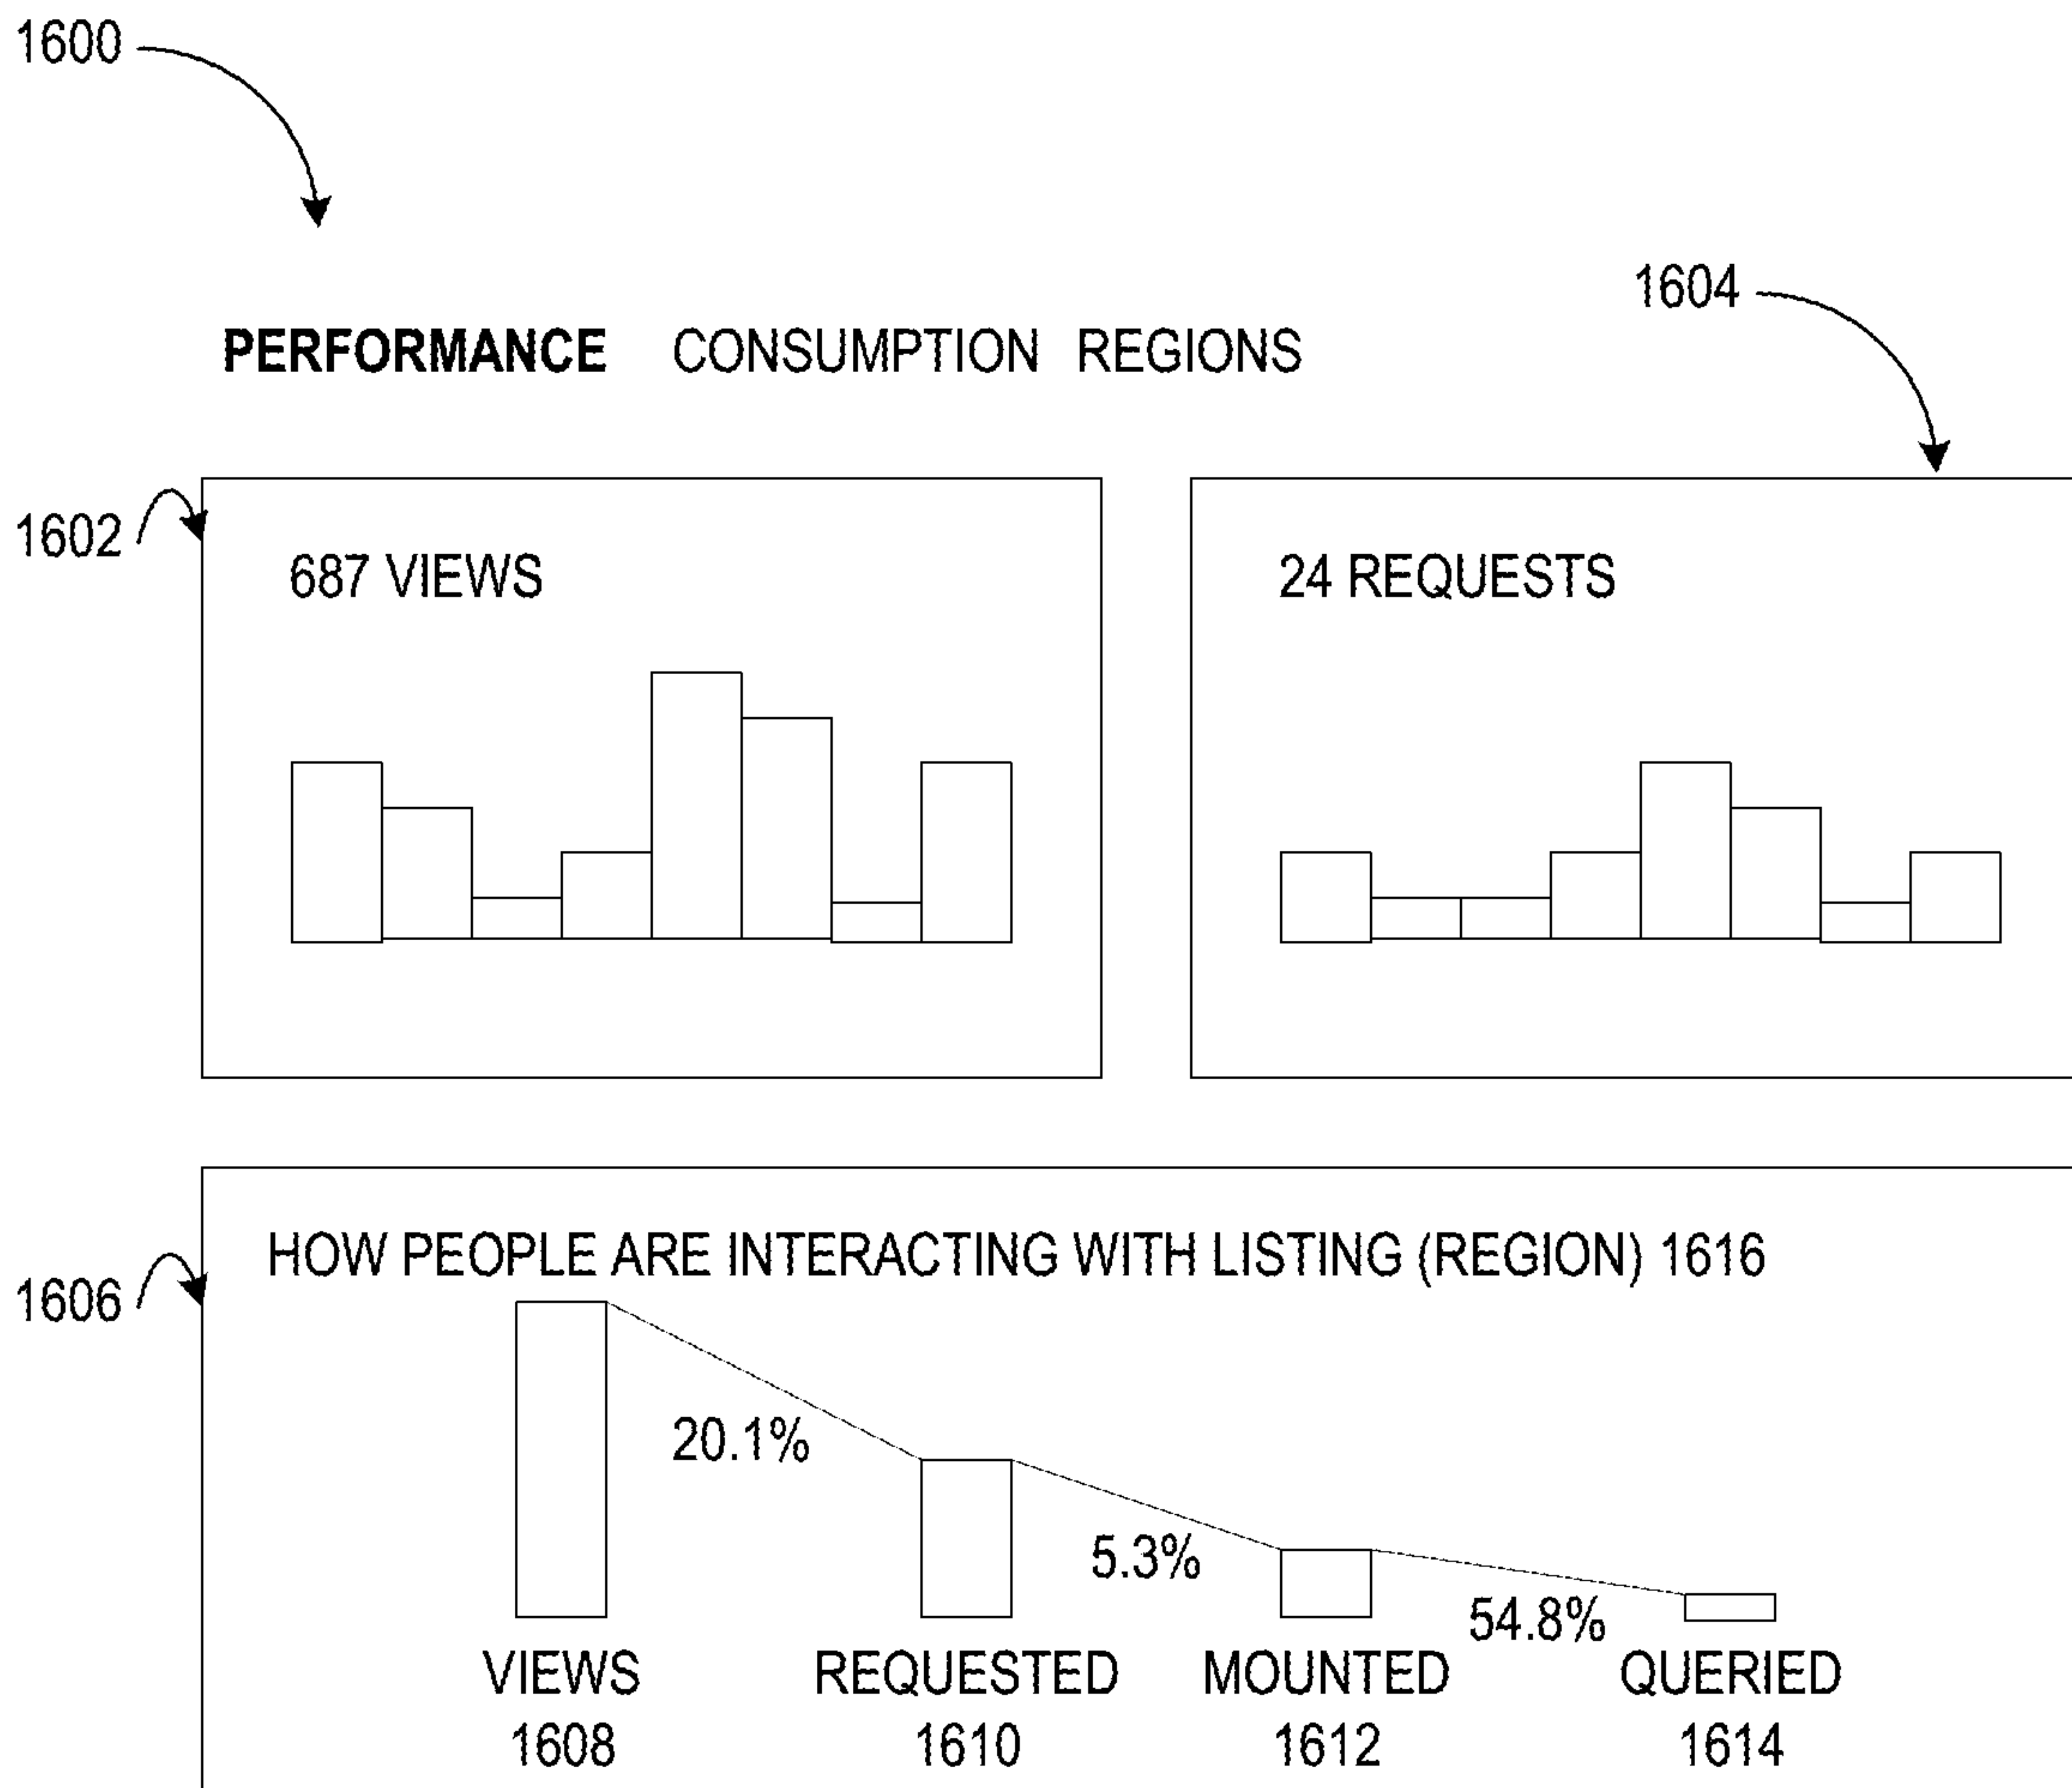 1600
1604
PERFORMANCE CONSUMPTION REGIONS
1602
687 VIEWS
24 REQUESTS
1606
HOW PEOPLE ARE INTERACTING WITH LISTING (REGION) 1616
20.1%
5.3%
54.8%
VIEWS REQUESTED MOUNTED QUERIED
1608 1610 1612 1614